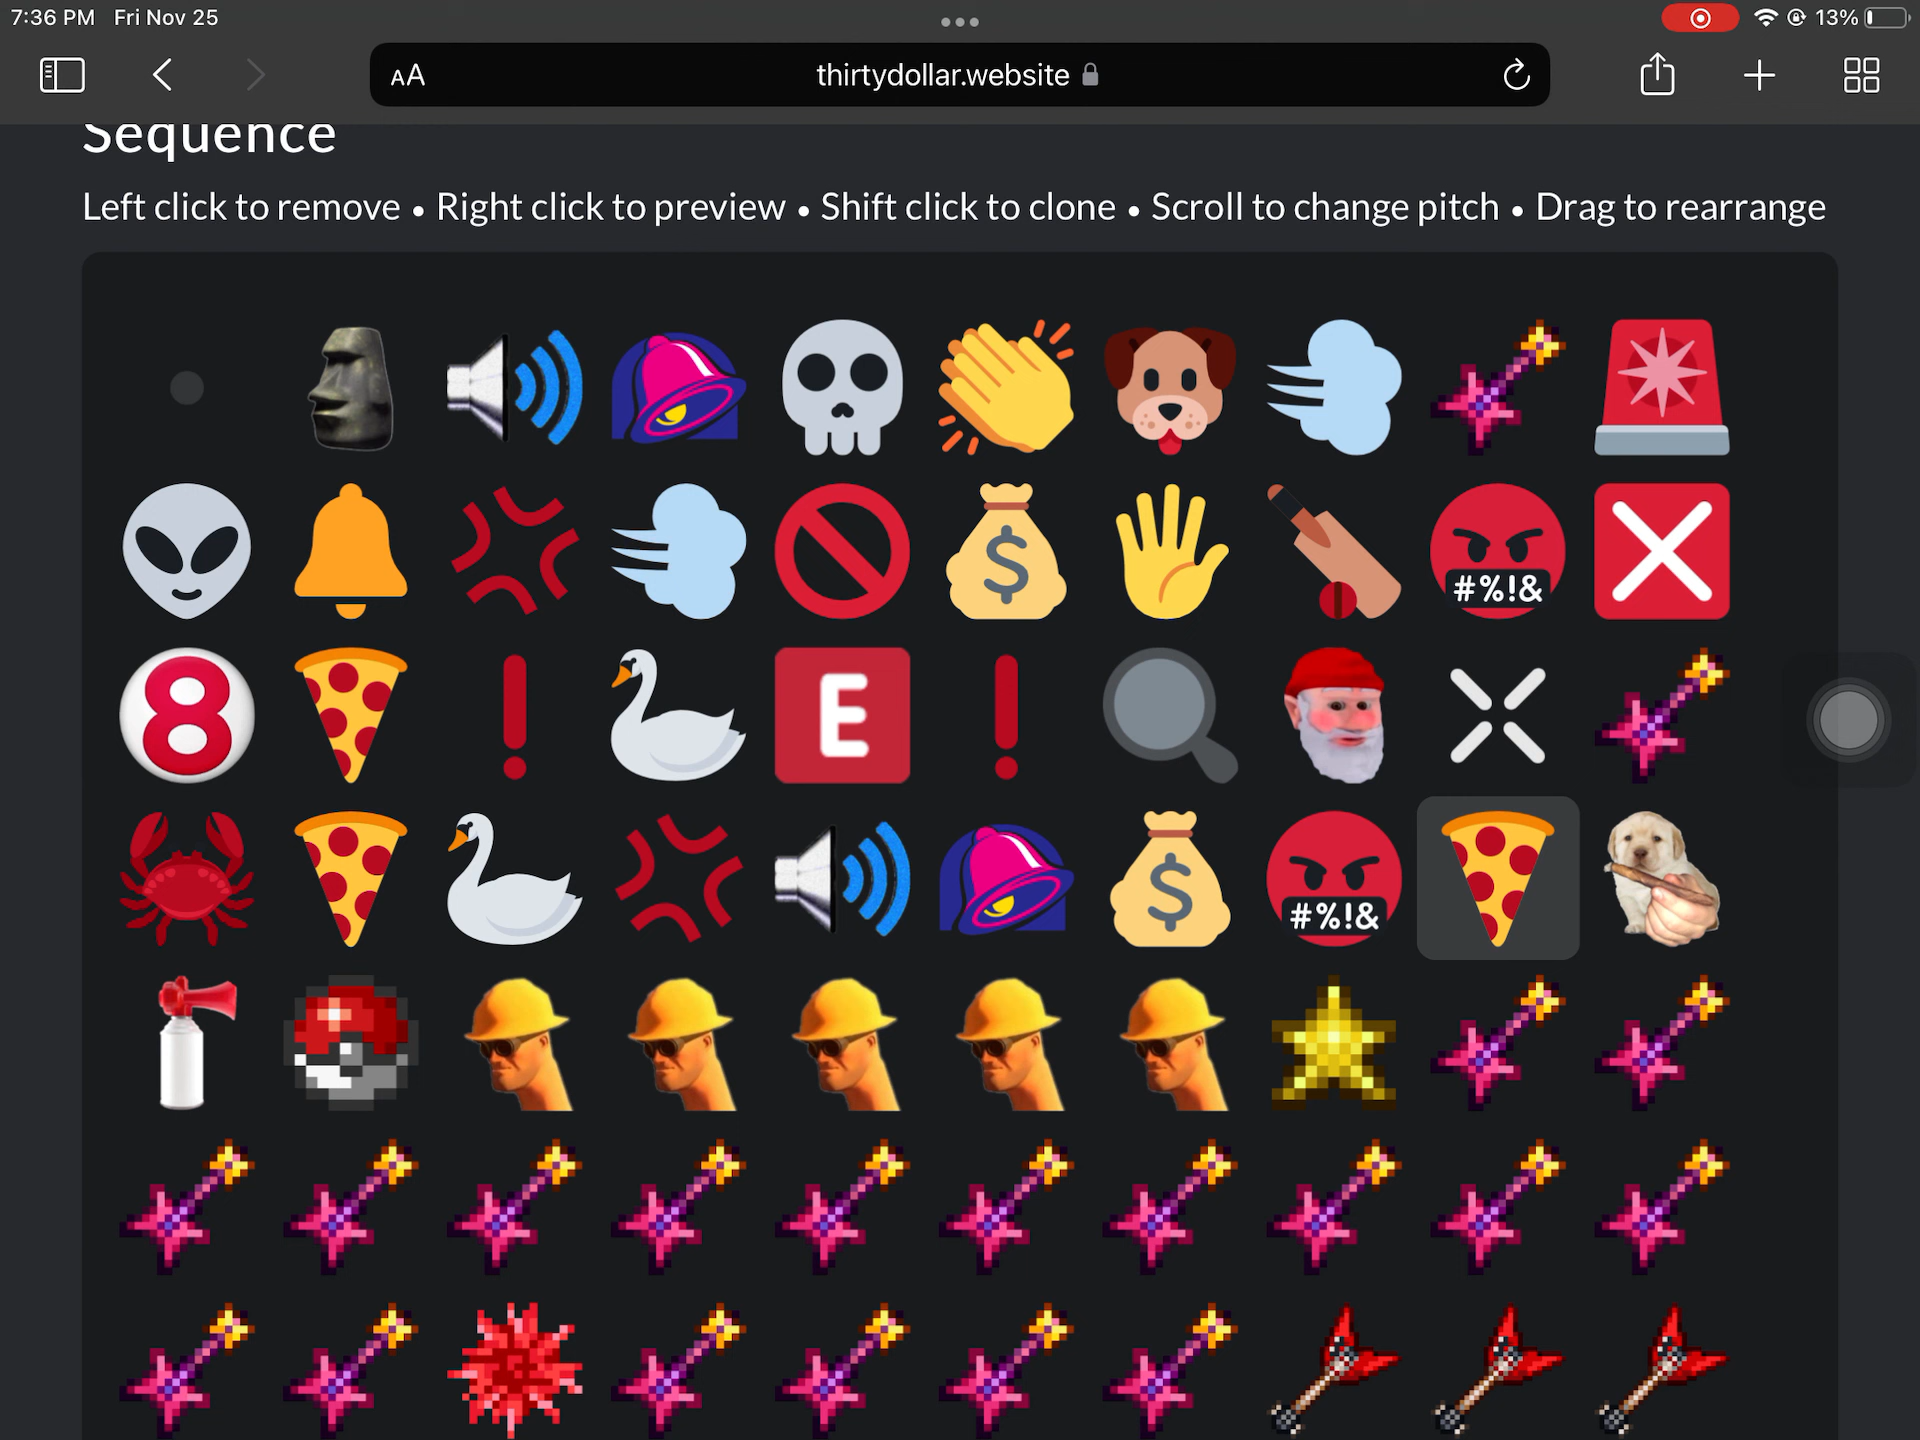 7:36 PM Fri Nov 25
13%
AA
thirtydollar.website
Sequence
Left click to remove • Right click to preview • Shift click to clone • Scroll to change pitch • Drag to rearrange
$
#%!&
8
E
$
#%!&